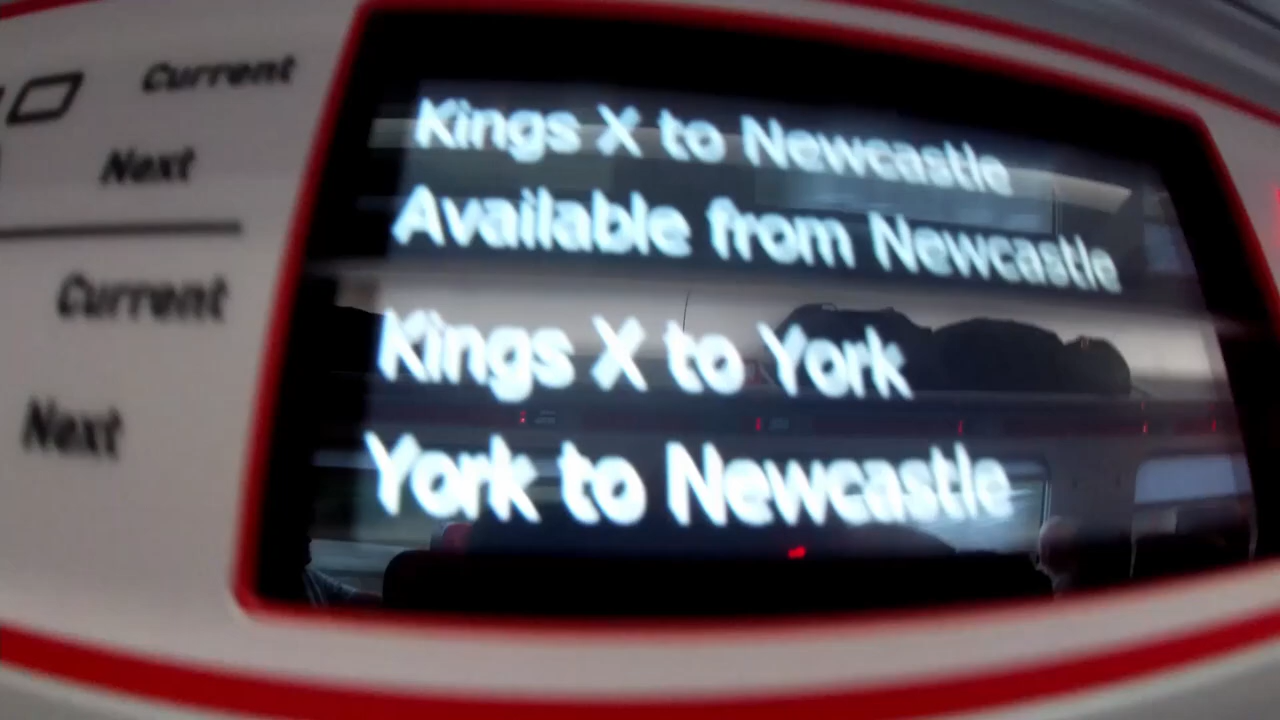 Current
Kings X to Newcastle
Next
Available from Newcastle
Current
Kings X to York
Next
York to Newcastle